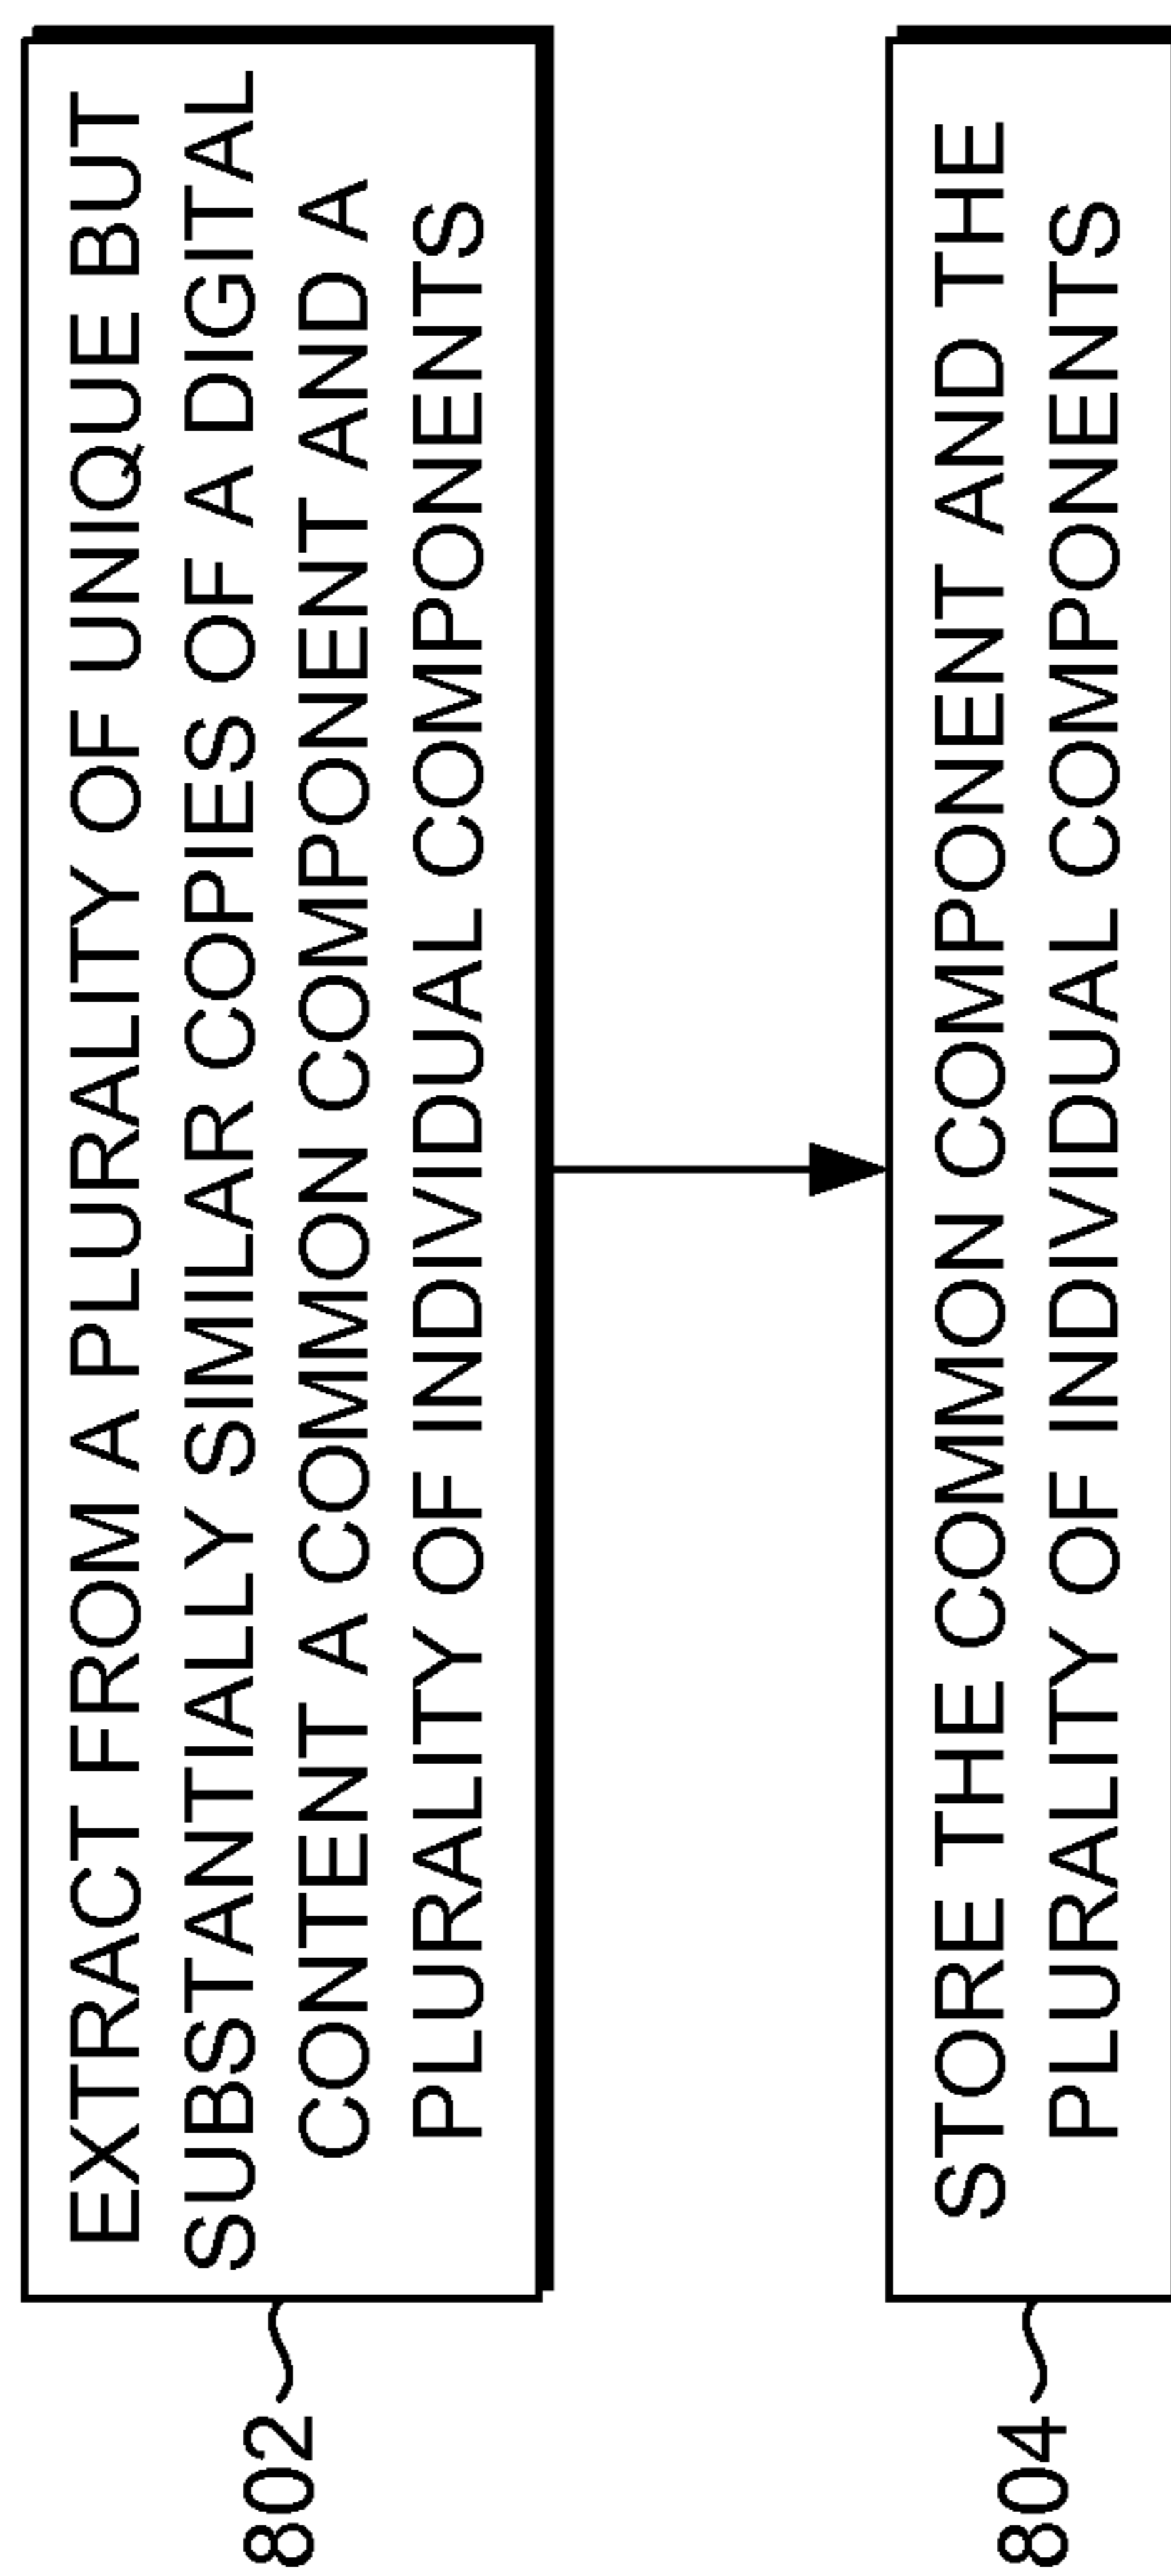 EXTRACT FROM A PLURALITY OF UNIQUE BUT
SUBSTANTIALLY SIMILAR COPIES OF A DIGITAL
CONTENT A COMMON COMPONENT AND A
PLURALITY OF INDIVIDUAL COMPONENTS
802
STORE THE COMMON COMPONENT AND THE
PLURALITY OF INDIVIDUAL COMPONENTS
804